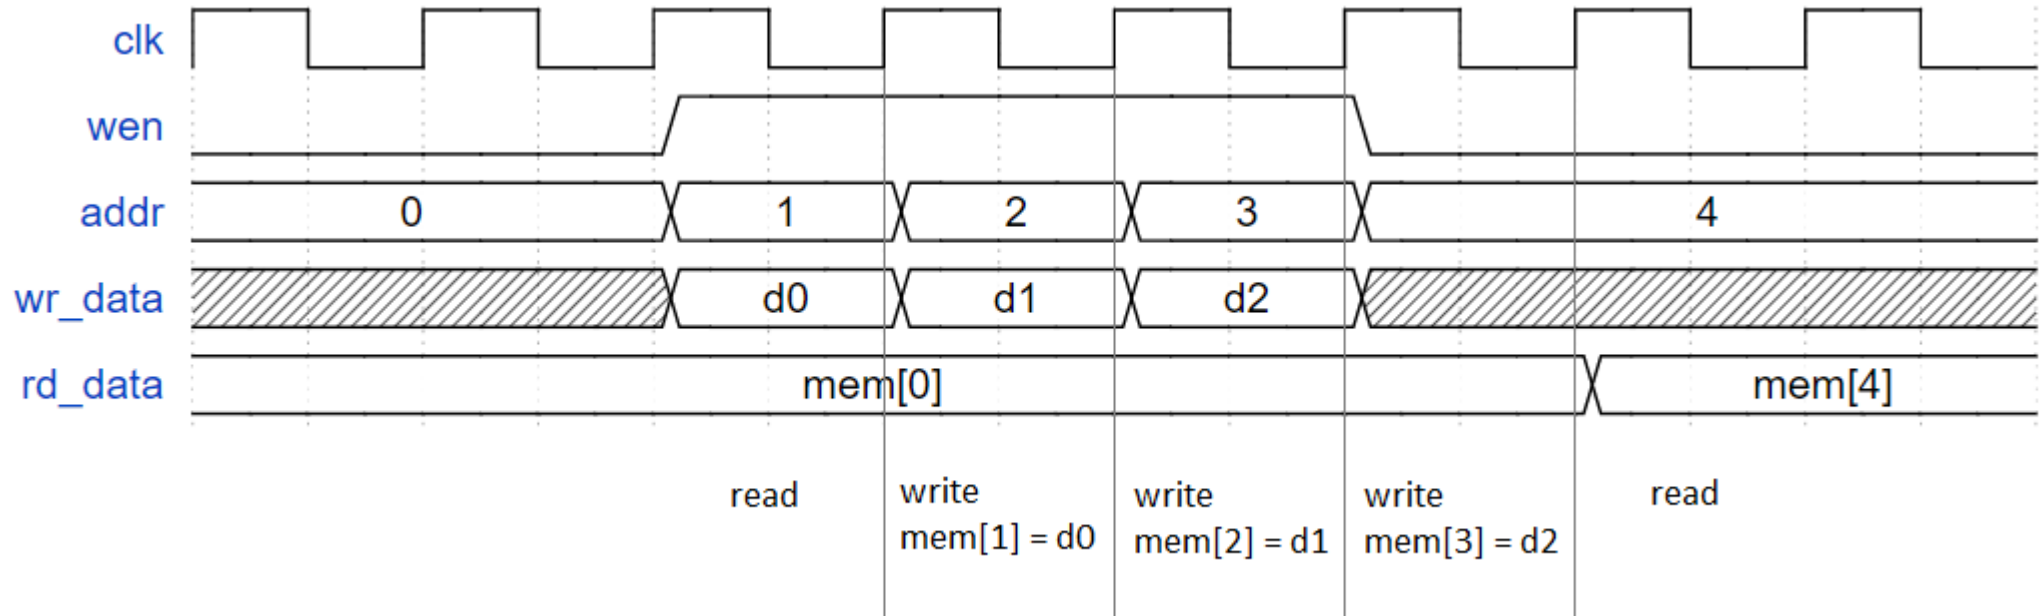 clk
wen
addr 0 1 2 3 4
wr_data d0 d1 d2
rd_data mem[0] mem[4]
read write write write read
mem[1] = d0 mem[2] = d1 mem[3] = d2